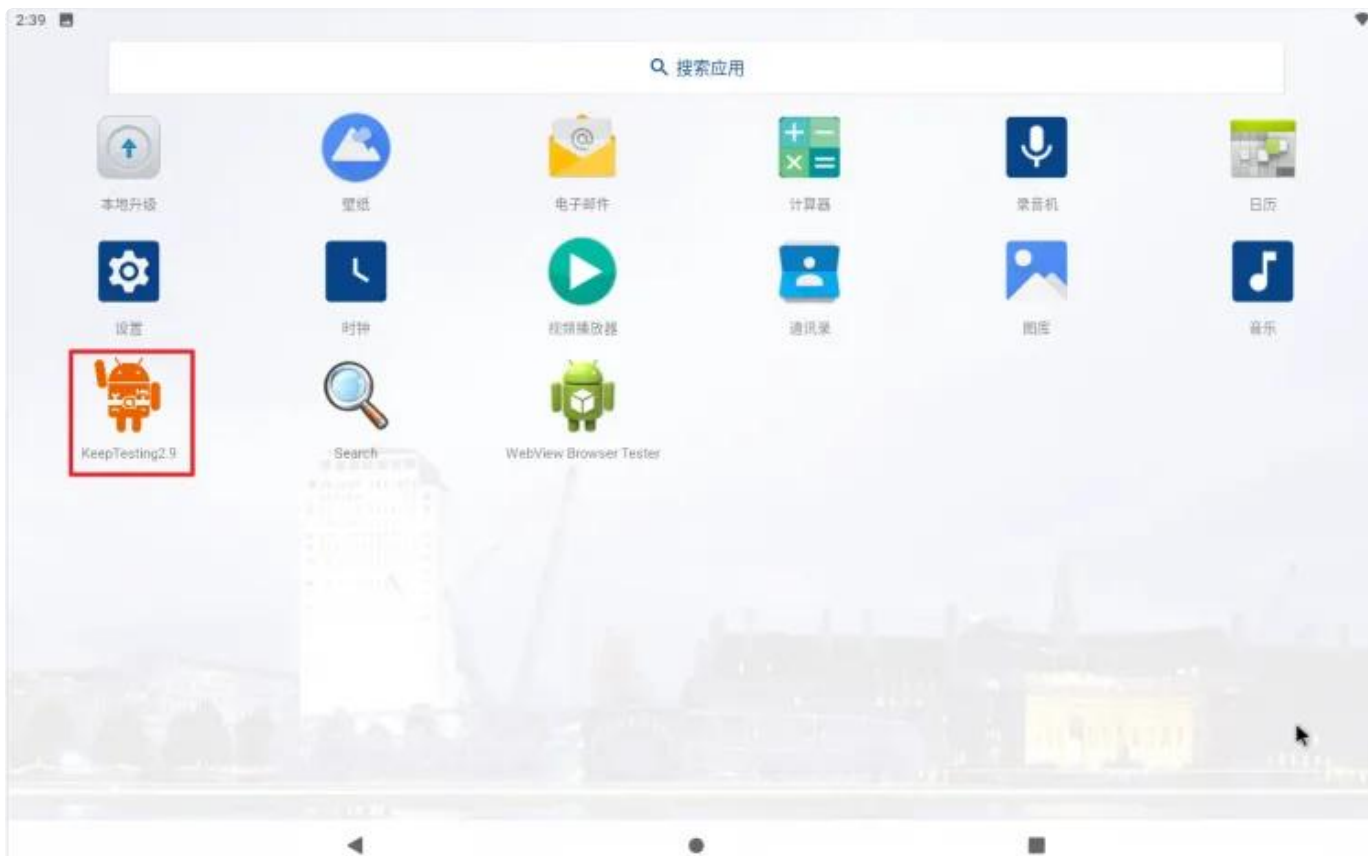 2:39
搜索应用
本地升级
壁纸
电子邮件
计算器
录音机
日历
设置
时钟
视频播放器
通讯录
图库
音乐
KeepTesting2.9
Search
WebView Browser Tester